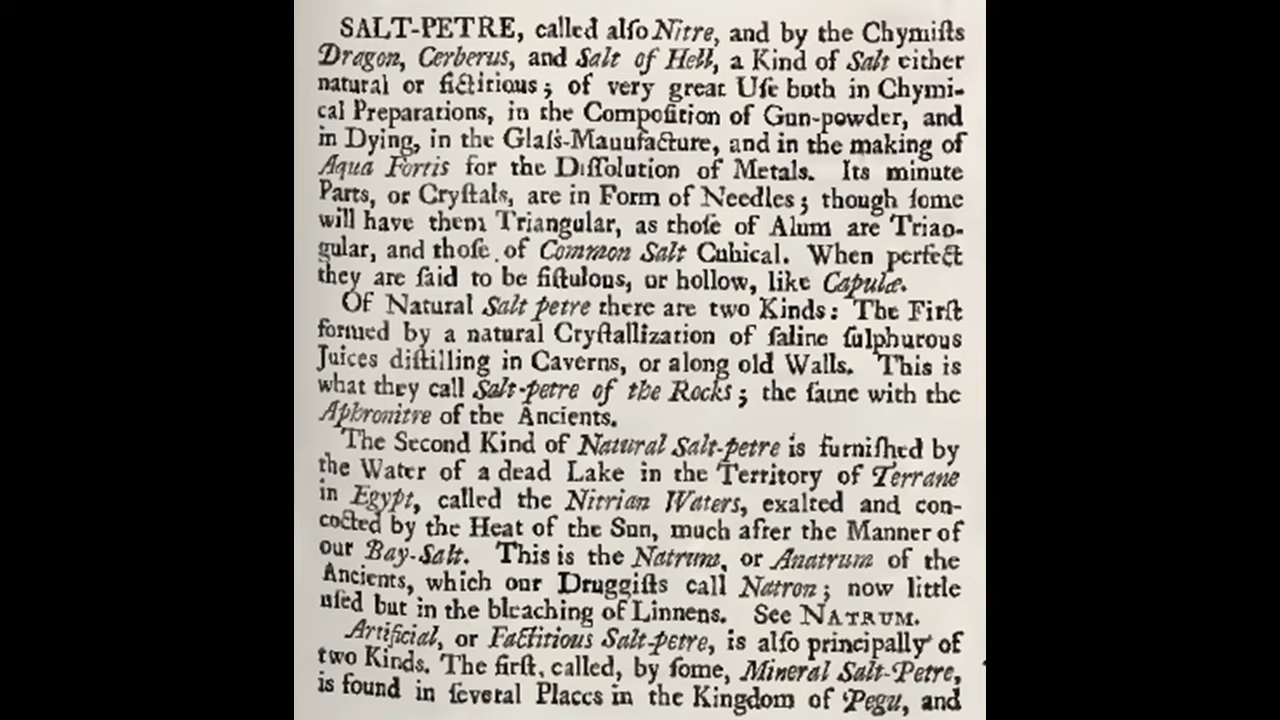 SALT-PETRE, called alſo Nitre, and by the Chymiſts
Dragon, Cerberus, and Salt of Hell, a Kind of Salt either
natural or fictitious; of very great Uſe both in Chymi-
cal Preparations, in the Compoſition of Gun-powder, and
in Dying, in the Glaſs-Manufacture, and in the making of
Aqua Fortis for the Diſſolution of Metals. Its minute
Parts, or Cryſtals, are in Form of Needles; though ſome
will have them Triangular, as thoſe of Alum are Trian-
gular, and thoſe of Common Salt Cubical. When perfect
they are ſaid to be fiſtulous, or hollow, like Capulæ.
Of Natural Salt petre there are two Kinds: The Firſt
formed by a natural Cryſtallization of ſaline ſulphurous
Juices diſtilling in Caverns, or along old Walls. This is
what they call Salt-petre of the Rocks; the ſame with the
Aphronitre of the Ancients.
The Second Kind of Natural Salt-petre is furniſhed by
the Water of a dead Lake in the Territory of Terrane
in Egypt, called the Nitrian Waters, exalted and con-
cocted by the Heat of the Sun, much after the Manner of
our Bay-Salt. This is the Natrum, or Anatrum of the
Ancients, which our Druggiſts call Natron; now little
uſed but in the bleaching of Linnens. See NATRUM.
Artificial, or Factitious Salt-petre, is alſo principally of
two Kinds. The firſt, called, by ſome, Mineral Salt-Petre,
is found in ſeveral Places in the Kingdom of Pegu, and